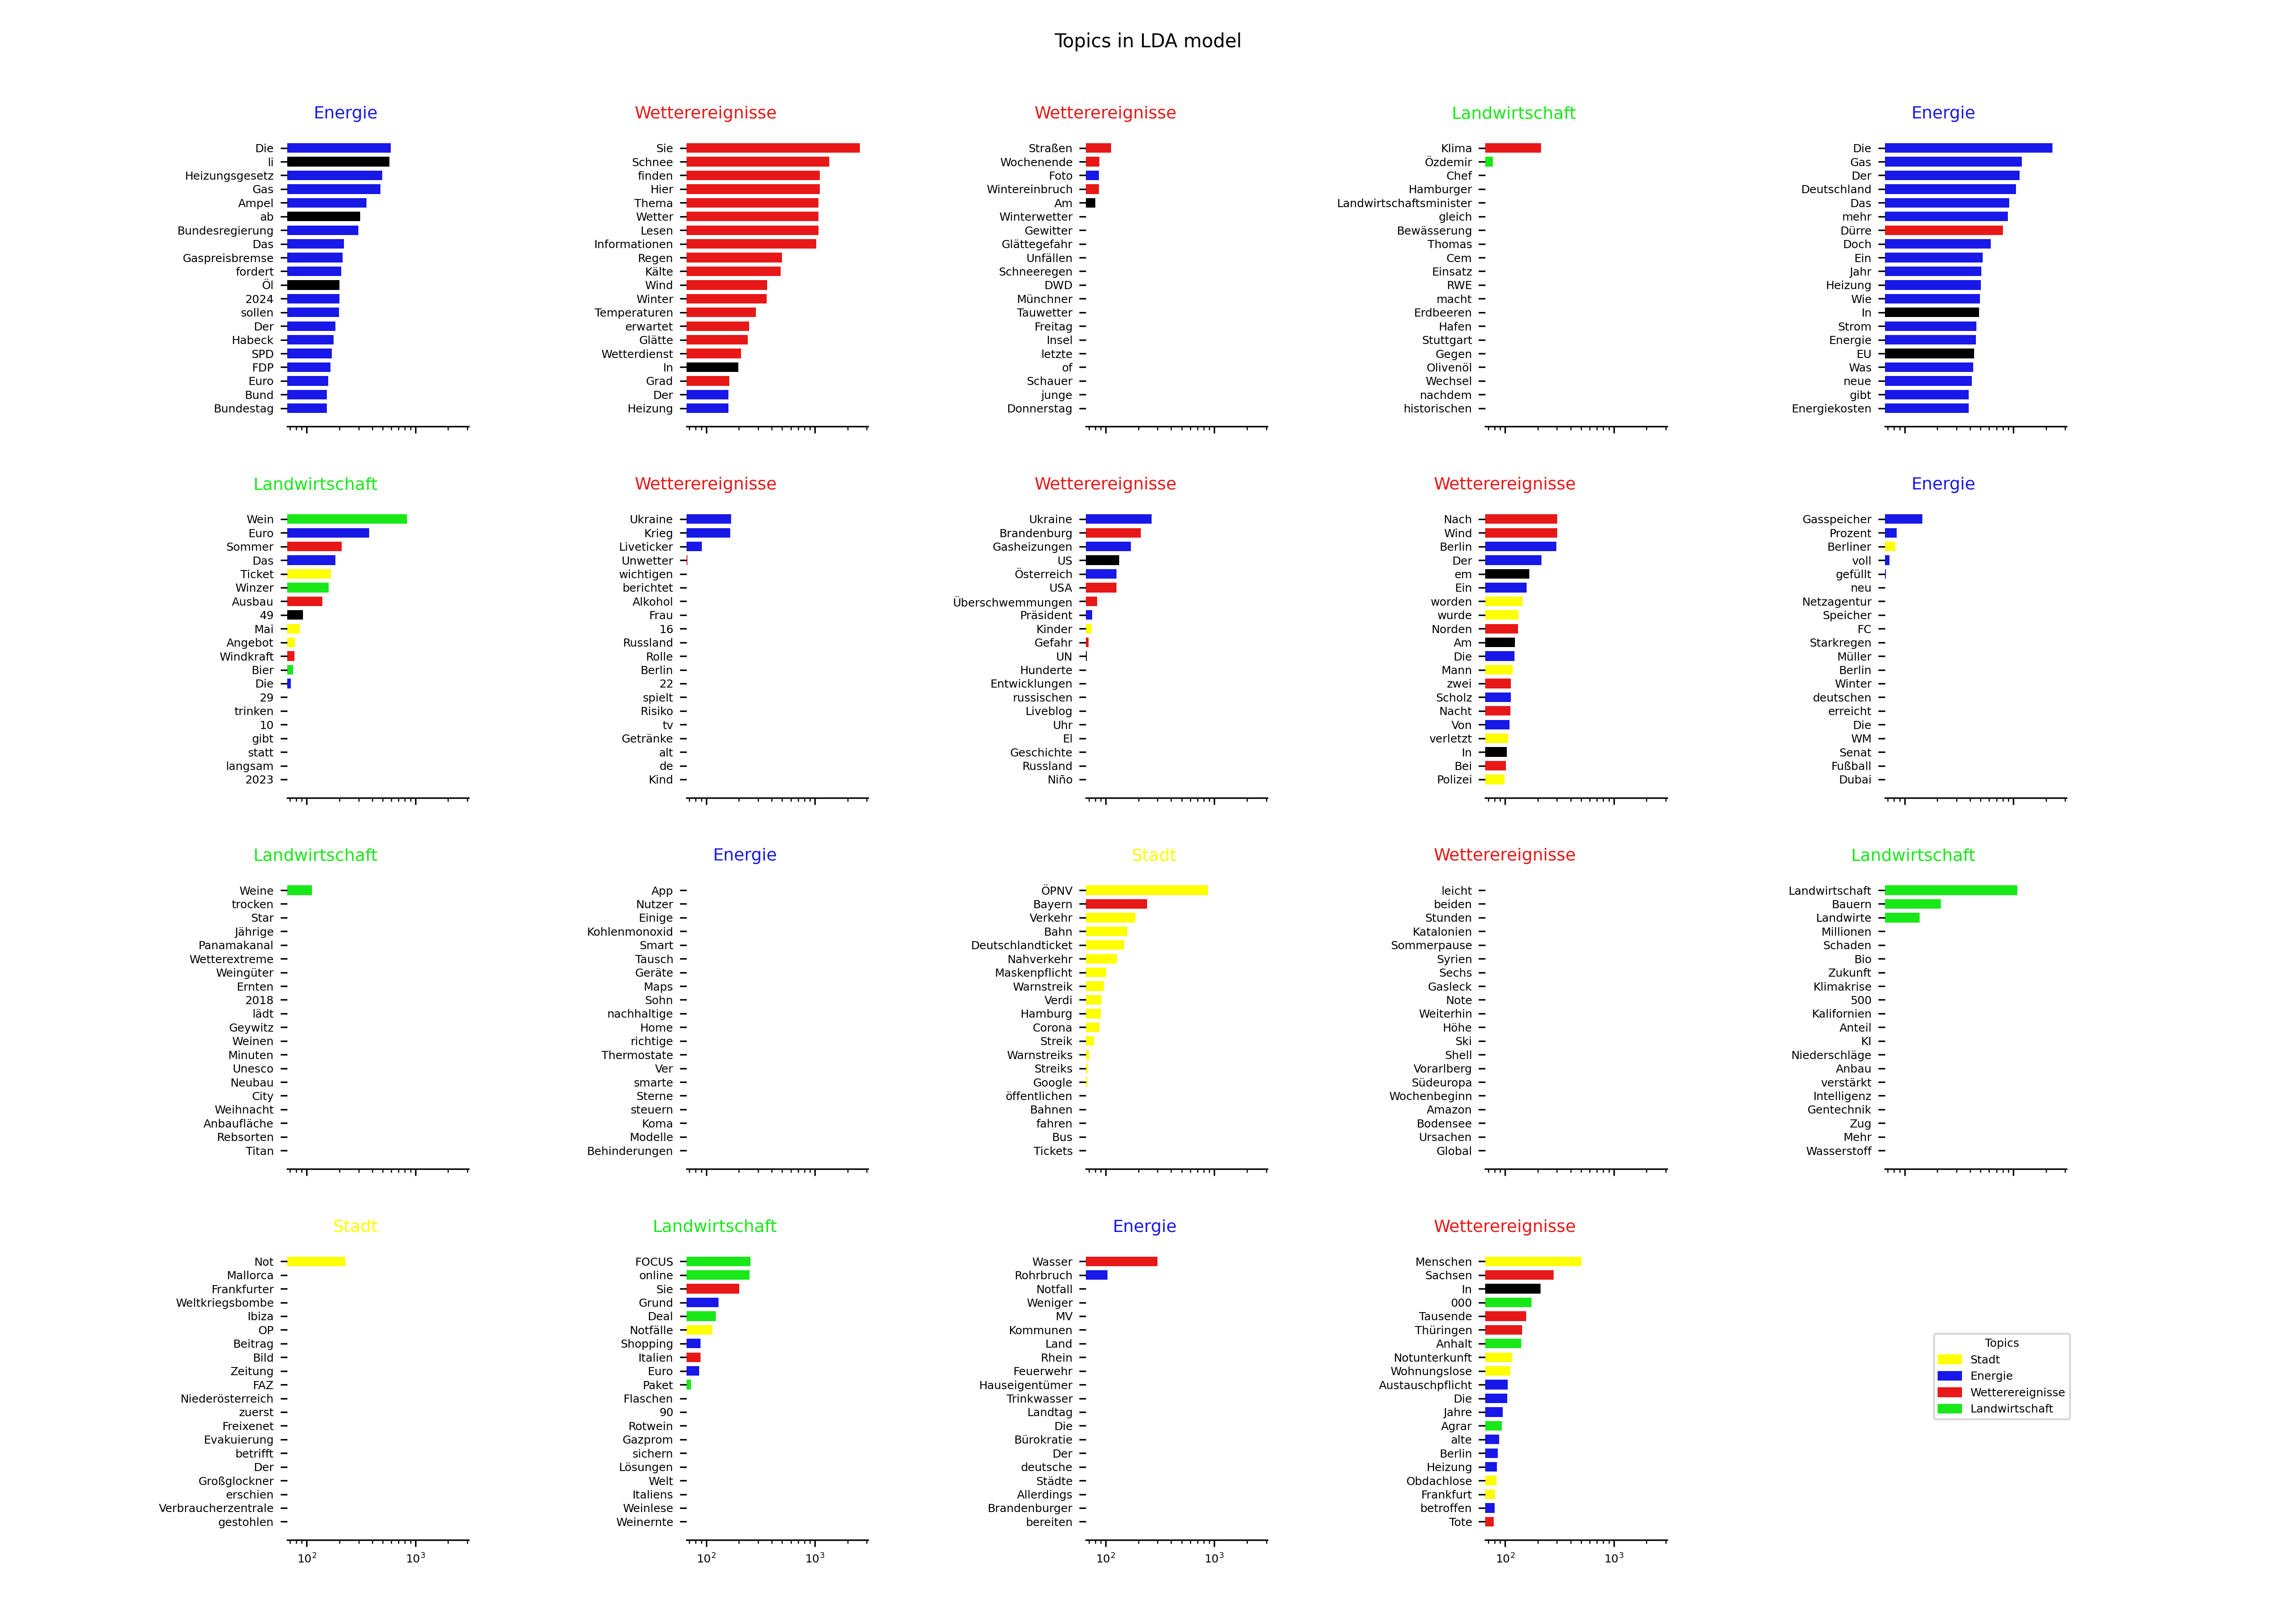 Topics in LDA model
Energie
Die
li
Heizungsgesetz
Gas
Ampel
ab
Bundesregierung
Das
Gaspreisbremse
fordert
Öl
2024
sollen
Der
Habeck
SPD
FDP
Euro
Bund
Bundestag
Wetterereignisse
Sie
Schnee
finden
Hier
Thema
Wetter
Lesen
Informationen
Regen
Kälte
Wind
Winter
Temperaturen
erwartet
Glätte
Wetterdienst
In
Grad
Der
Heizung
Wetterereignisse
Straßen
Wochenende
Foto
Wintereinbruch
Am
Winterwetter
Gewitter
Glättegefahr
Unfällen
Schneeregen
DWD
Münchner
Tauwetter
Freitag
Insel
letzte
of
Schauer
junge
Donnerstag
Landwirtschaft
Klima
Özdemir
Chef
Hamburger
Landwirtschaftsminister
gleich
Bewässerung
Thomas
Cem
Einsatz
RWE
macht
Erdbeeren
Hafen
Stuttgart
Gegen
Olivenöl
Wechsel
nachdem
historischen
Energie
Die
Gas
Der
Deutschland
Das
mehr
Dürre
Doch
Ein
Jahr
Heizung
Wie
In
Strom
Energie
EU
Was
neue
gibt
Energiekosten
Landwirtschaft
Wein
Euro
Sommer
Das
Ticket
Winzer
Ausbau
49
Mai
Angebot
Windkraft
Bier
Die
29
trinken
10
gibt
statt
langsam
2023
Wetterereignisse
Ukraine
Krieg
Liveticker
Unwetter
wichtigen
berichtet
Alkohol
Frau
16
Russland
Rolle
Berlin
22
spielt
Risiko
tv
Getränke
alt
de
Kind
Wetterereignisse
Ukraine
Brandenburg
Gasheizungen
US
Österreich
USA
Überschwemmungen
Präsident
Kinder
Gefahr
UN
Hunderte
Entwicklungen
russischen
Liveblog
Uhr
El
Geschichte
Russland
Niño
Wetterereignisse
Nach
Wind
Berlin
Der
em
Ein
worden
wurde
Norden
Am
Die
Mann
zwei
Scholz
Nacht
Von
verletzt
In
Bei
Polizei
Energie
Gasspeicher
Prozent
Berliner
voll
gefüllt
neu
Netzagentur
Speicher
FC
Starkregen
Müller
Berlin
Winter
deutschen
erreicht
Die
WM
Senat
Fußball
Dubai
Landwirtschaft
Weine
trocken
Star
Jährige
Panamakanal
Wetterextreme
Weingüter
Ernten
2018
lädt
Geywitz
Weinen
Minuten
Unesco
Neubau
City
Weihnacht
Anbaufläche
Rebsorten
Titan
Energie
App
Nutzer
Einige
Kohlenmonoxid
Smart
Tausch
Geräte
Maps
Sohn
nachhaltige
Home
richtige
Thermostate
Ver
smarte
Sterne
steuern
Koma
Modelle
Behinderungen
Stadt
ÖPNV
Bayern
Verkehr
Bahn
Deutschlandticket
Nahverkehr
Maskenpflicht
Warnstreik
Verdi
Hamburg
Corona
Streik
Warnstreiks
Streiks
Google
öffentlichen
Bahnen
fahren
Bus
Tickets
Wetterereignisse
leicht
beiden
Stunden
Katalonien
Sommerpause
Syrien
Sechs
Gasleck
Note
Weiterhin
Höhe
Ski
Shell
Vorarlberg
Südeuropa
Wochenbeginn
Amazon
Bodensee
Ursachen
Global
Landwirtschaft
Landwirtschaft
Bauern
Landwirte
Millionen
Schaden
Bio
Zukunft
Klimakrise
500
Kalifornien
Anteil
KI
Niederschläge
Anbau
verstärkt
Intelligenz
Gentechnik
Zug
Mehr
Wasserstoff
Stadt
Not
Mallorca
Frankfurter
Weltkriegsbombe
Ibiza
OP
Beitrag
Bild
Zeitung
FAZ
Niederösterreich
zuerst
Freixenet
Evakuierung
betrifft
Der
Großglockner
erschien
Verbraucherzentrale
gestohlen
10² 10³
Landwirtschaft
FOCUS
online
Sie
Grund
Deal
Notfälle
Shopping
Italien
Euro
Paket
Flaschen
90
Rotwein
Gazprom
sichern
Lösungen
Welt
Italiens
Weinlese
Weinernte
10² 10³
Energie
Wasser
Rohrbruch
Notfall
Weniger
MV
Kommunen
Land
Rhein
Feuerwehr
Hauseigentümer
Trinkwasser
Landtag
Die
Bürokratie
Der
deutsche
Städte
Allerdings
Brandenburger
bereiten
10² 10³
Wetterereignisse
Menschen
Sachsen
In
000
Tausende
Thüringen
Anhalt
Notunterkunft
Wohnungslose
Austauschpflicht
Die
Jahre
Agrar
alte
Berlin
Heizung
Obdachlose
Frankfurt
betroffen
Tote
10² 10³
Topics
Stadt
Energie
Wetterereignisse
Landwirtschaft